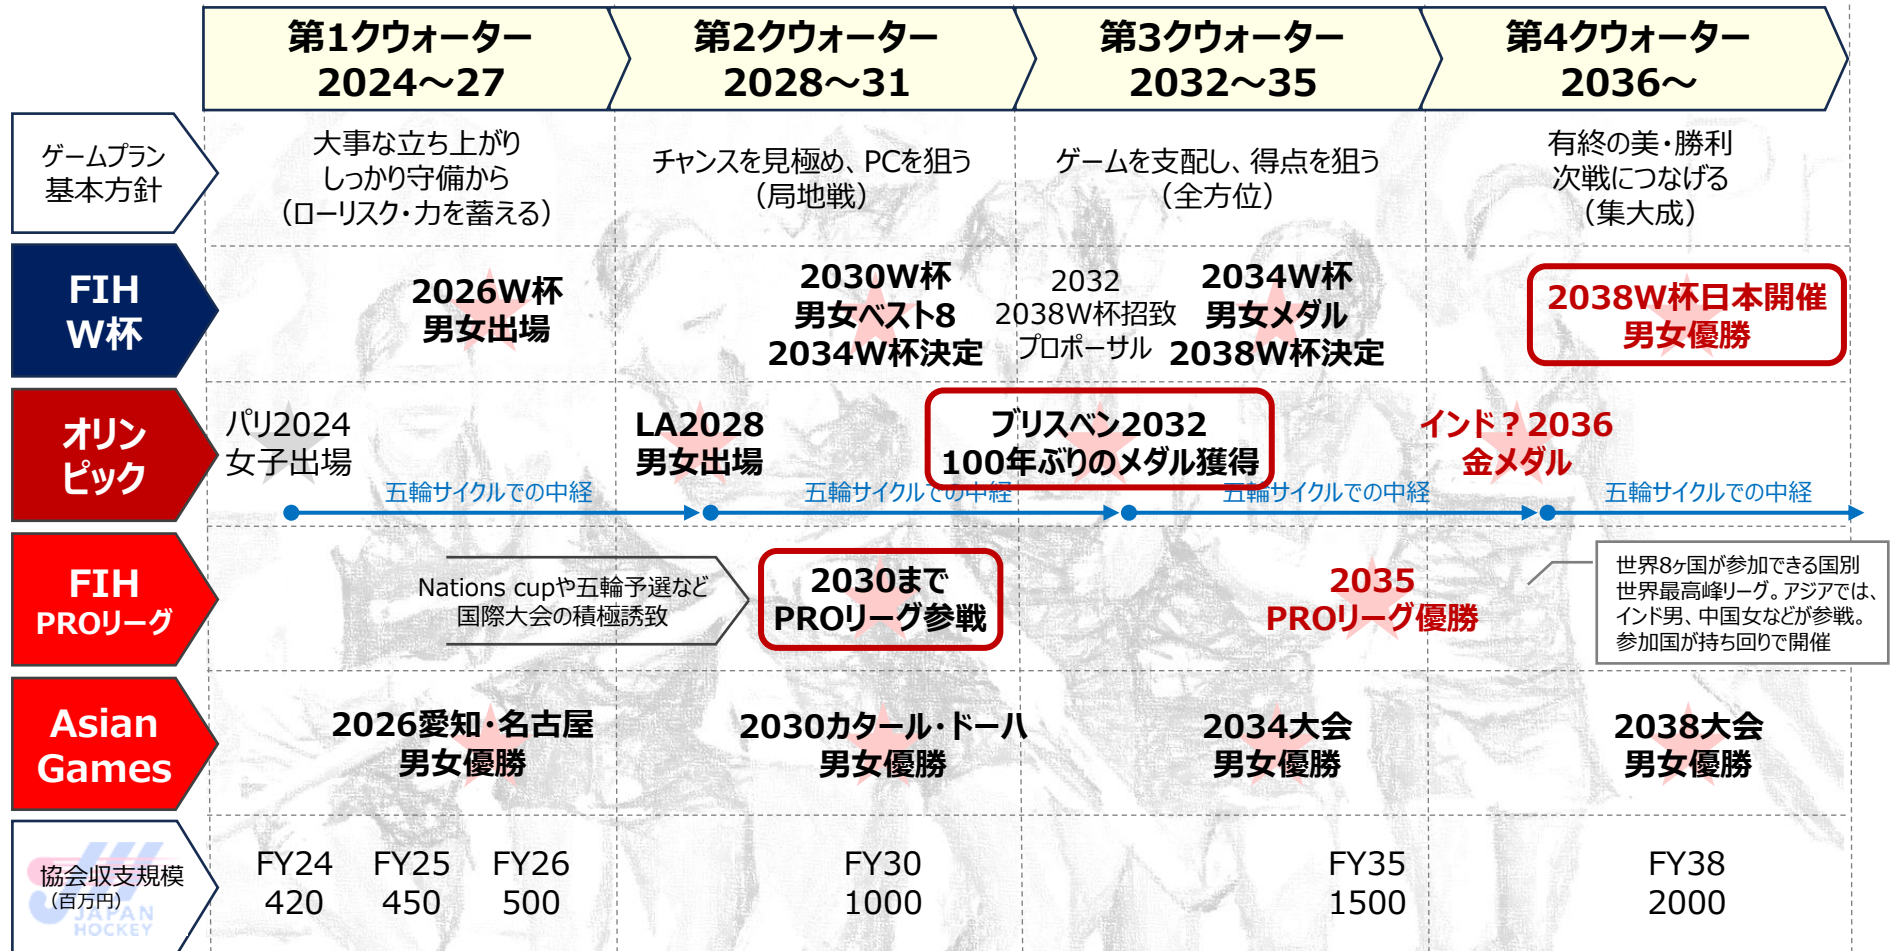 第1クウォーター
2024～27
第2クウォーター
2028～31
第3クウォーター
2032～35
第4クウォーター
2036～
ゲームプラン
基本方針
大事な立ち上がり
しっかり守備から
（ローリスク・力を蓄える）
チャンスを見極め、PCを狙う
（局地戦）
ゲームを支配し、得点を狙う
（全方位）
有終の美・勝利
次戦につなげる
（集大成）
FIH
W杯
2026W杯
男女出場
2030W杯
男女ベスト8
2034W杯決定
2032
2038W杯招致
プロポーサル
2034W杯
男女メダル
2038W杯決定
2038W杯日本開催
男女優勝
オリン
ピック
パリ2024
女子出場
LA2028
男女出場
ブリスベン2032
100年ぶりのメダル獲得
インド？2036
金メダル
五輪サイクルでの中経
五輪サイクルでの中経
五輪サイクルでの中経
五輪サイクルでの中経
FIH
PROリーグ
Nations cupや五輪予選など
国際大会の積極誘致
2030まで
PROリーグ参戦
2035
PROリーグ優勝
世界8ヶ国が参加できる国別
世界最高峰リーグ。アジアでは、
インド男、中国女などが参戦。
参加国が持ち回りで開催
Asian
Games
2026愛知・名古屋
男女優勝
2030カタール・ドーハ
男女優勝
2034大会
男女優勝
2038大会
男女優勝
協会収支規模
（百万円）
JAPAN
HOCKEY
FY24
420
FY25
450
FY26
500
FY30
1000
FY35
1500
FY38
2000